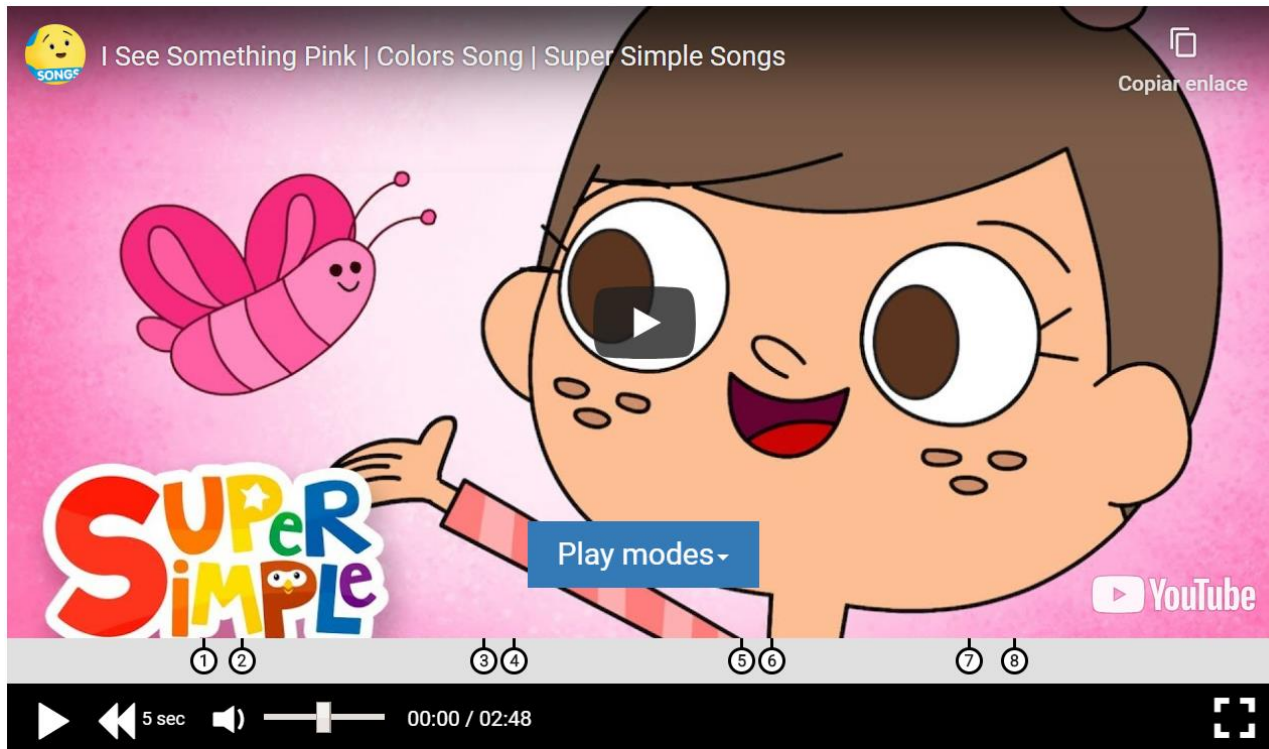 I See Something Pink | Colors Song | Super Simple Songs
SONGS
Copiar enlace
SUPER
SiMPLE
Play modes
YouTube
1 2 3 4 5 6 7 8
5 sec
00:00 / 02:48